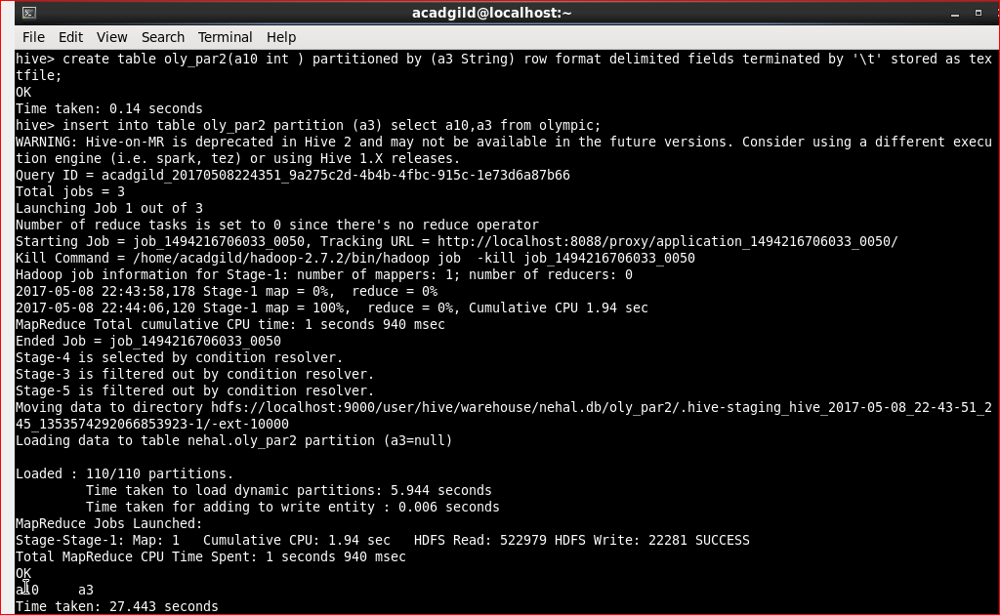 acadgild@localhost:~
File Edit View Search Terminal Help
hive> create table oly_par2(a10 int ) partitioned by (a3 String) row format delimited fields terminated by '\t' stored as tex
tfile;
OK
Time taken: 0.14 seconds
hive> insert into table oly_par2 partition (a3) select a10,a3 from olympic;
WARNING: Hive-on-MR is deprecated in Hive 2 and may not be available in the future versions. Consider using a different execu
tion engine (i.e. spark, tez) or using Hive 1.X releases.
Query ID = acadgild_20170508224351_9a275c2d-4b4b-4fbc-915c-1e73d6a87b66
Total jobs = 3
Launching Job 1 out of 3
Number of reduce tasks is set to 0 since there's no reduce operator
Starting Job = job_1494216706033_0050, Tracking URL = http://localhost:8088/proxy/application_1494216706033_0050/
Kill Command = /home/acadgild/hadoop-2.7.2/bin/hadoop job  -kill job_1494216706033_0050
Hadoop job information for Stage-1: number of mappers: 1; number of reducers: 0
2017-05-08 22:43:58,178 Stage-1 map = 0%,  reduce = 0%
2017-05-08 22:44:06,120 Stage-1 map = 100%,  reduce = 0%, Cumulative CPU 1.94 sec
MapReduce Total cumulative CPU time: 1 seconds 940 msec
Ended Job = job_1494216706033_0050
Stage-4 is selected by condition resolver.
Stage-3 is filtered out by condition resolver.
Stage-5 is filtered out by condition resolver.
Moving data to directory hdfs://localhost:9000/user/hive/warehouse/nehal.db/oly_par2/.hive-staging_hive_2017-05-08_22-43-51_2
45_1353574292066853923-1/-ext-10000
Loading data to table nehal.oly_par2 partition (a3=null)
Loaded : 110/110 partitions.
Time taken to load dynamic partitions: 5.944 seconds
Time taken for adding to write entity : 0.006 seconds
MapReduce Jobs Launched:
Stage-Stage-1: Map: 1   Cumulative CPU: 1.94 sec   HDFS Read: 522979 HDFS Write: 22281 SUCCESS
Total MapReduce CPU Time Spent: 1 seconds 940 msec
OK
a10     a3
Time taken: 27.443 seconds